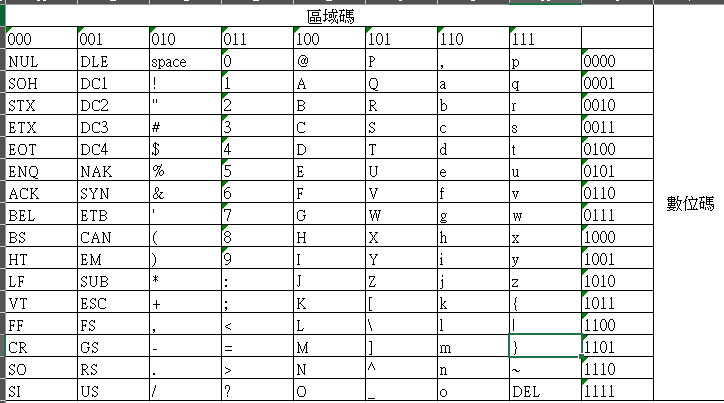 區域碼
000 001 010 011 100 101 110 111
NUL DLE space 0 @ P , p 0000
SOH DC1 ! 1 A Q a q 0001
STX DC2 " 2 B R b r 0010
ETX DC3 # 3 C S c s 0011
EOT DC4 $ 4 D T d t 0100
ENQ NAK % 5 E U e u 0101
ACK SYN & 6 F V f v 0110
BEL ETB ' 7 G W g w 0111
數位碼
BS CAN ( 8 H X h x 1000
HT EM ) 9 I Y i y 1001
LF SUB * : J Z j z 1010
VT ESC + ; K [ k { 1011
FF FS , < L \ l | 1100
CR GS - = M ] m } 1101
SO RS . > N ^ n ~ 1110
SI US / ? O _ o DEL 1111